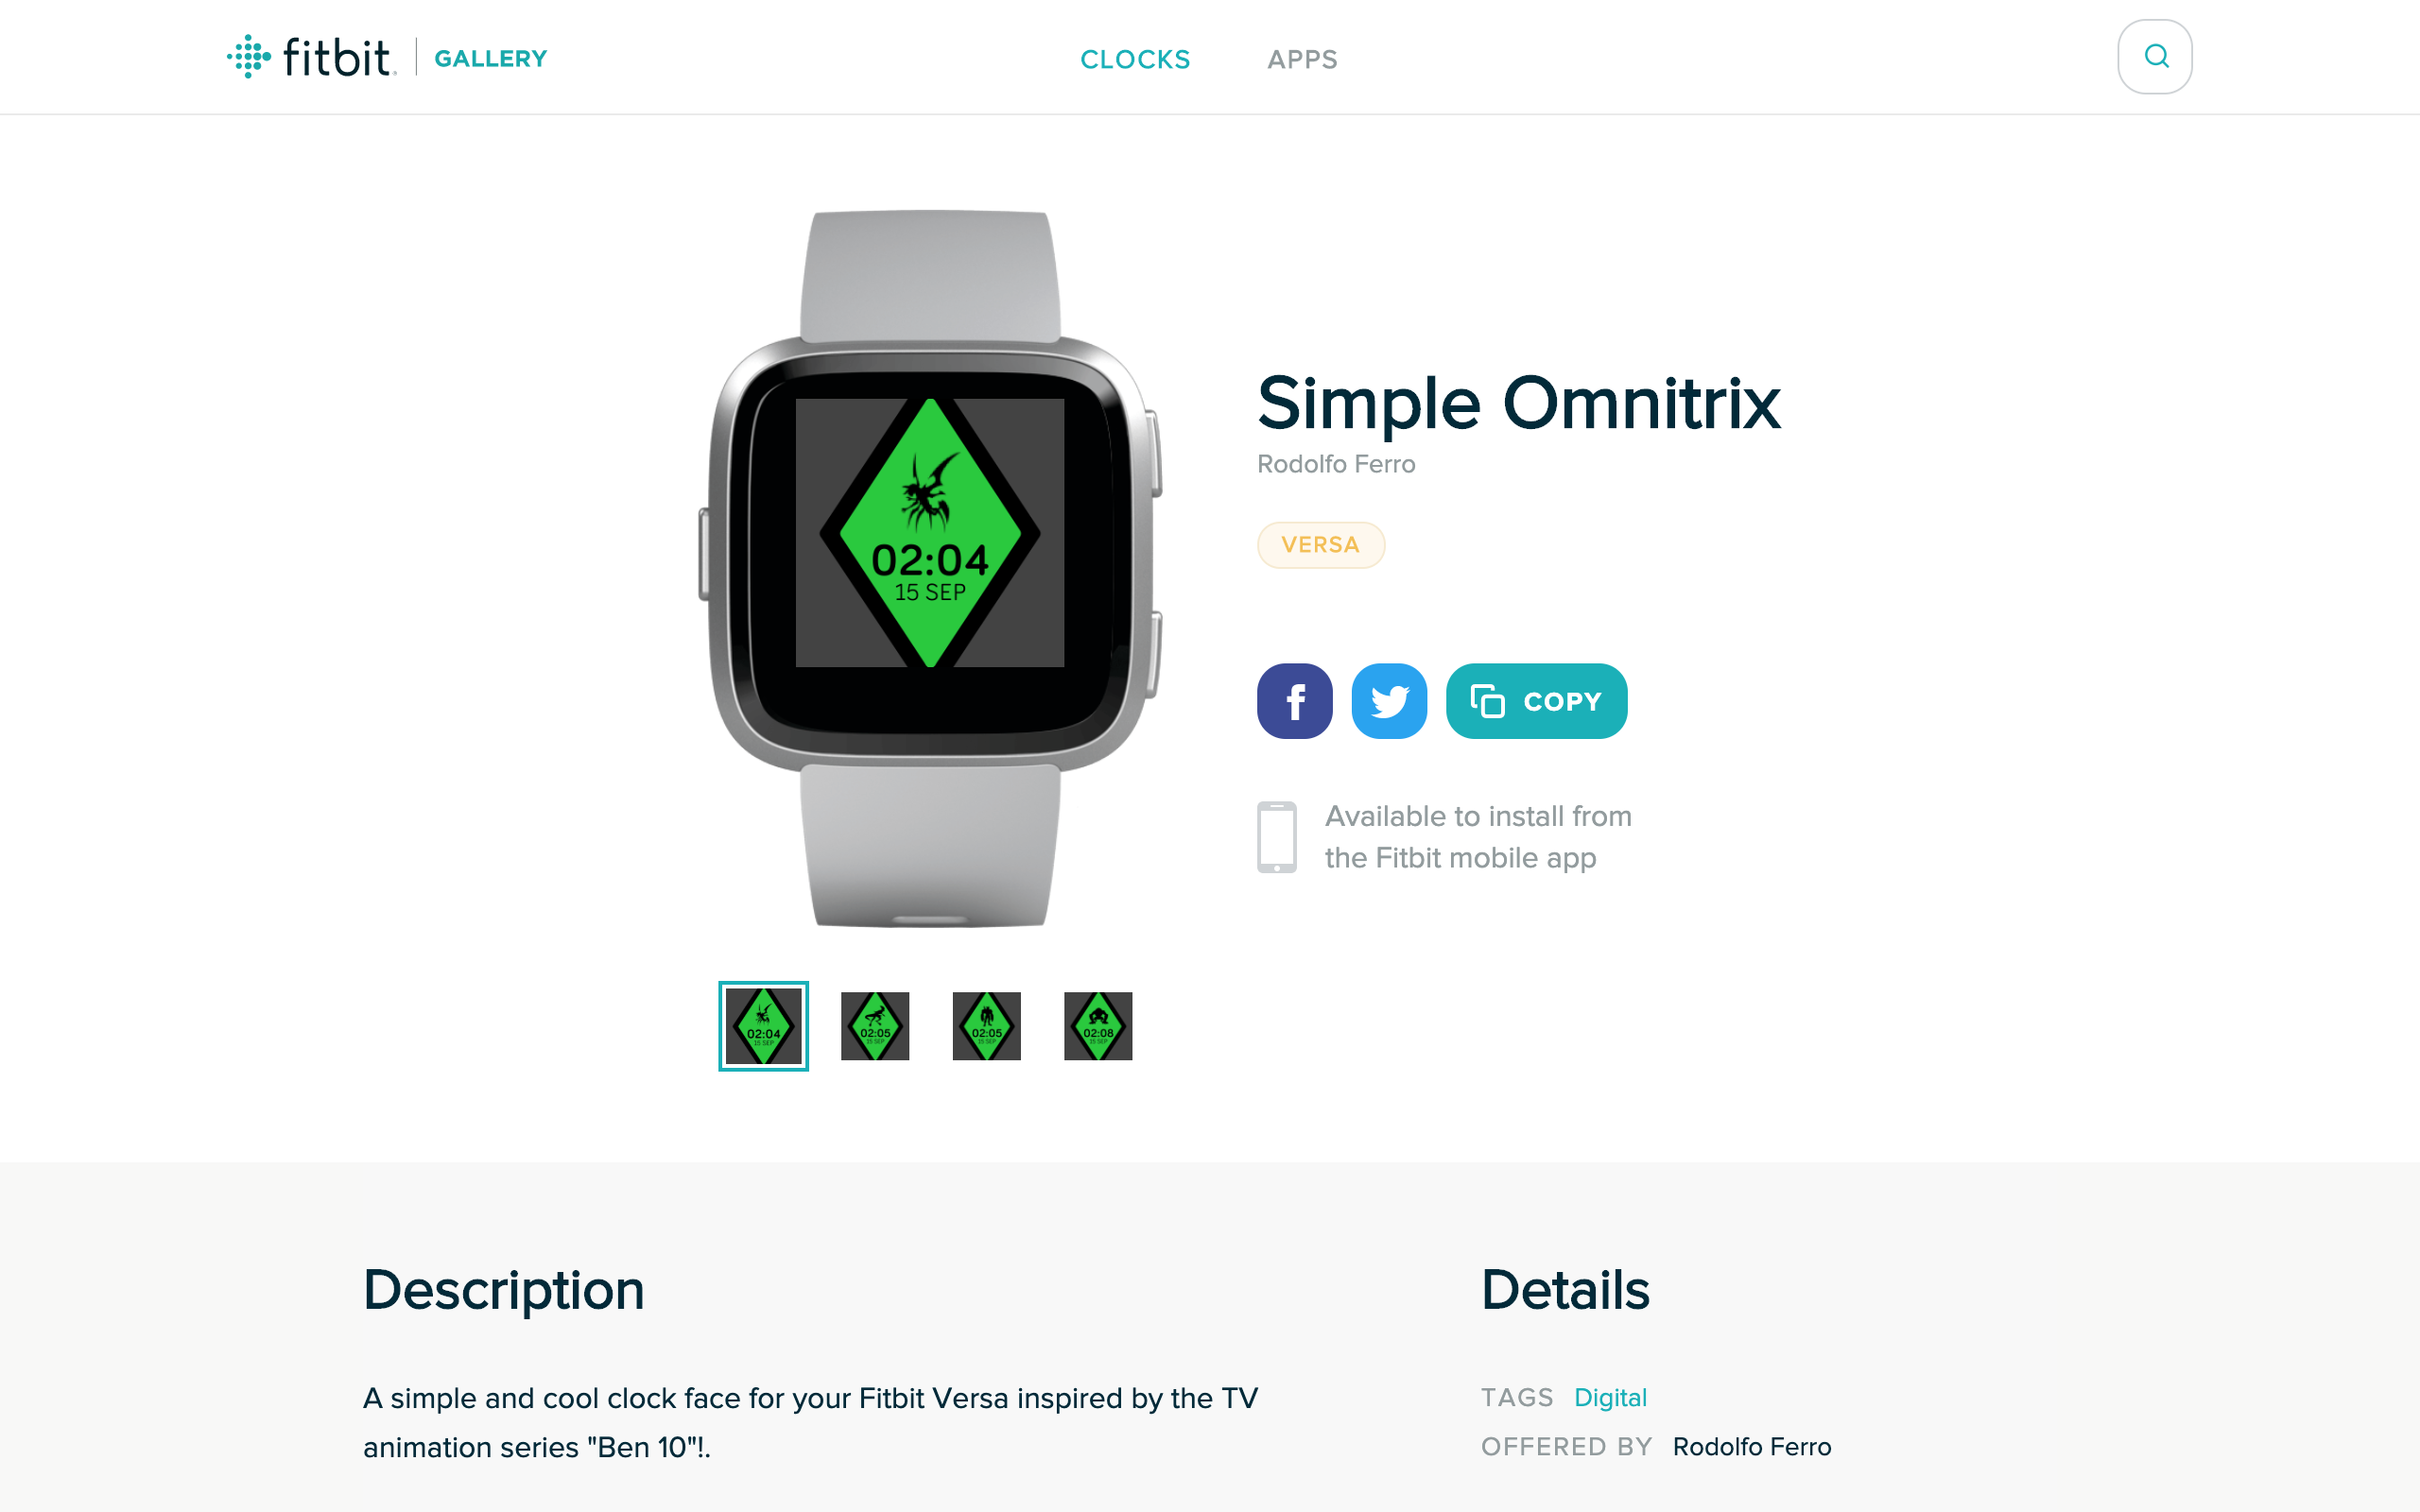 fitbit
GALLERY
CLOCKS
APPS
Simple Omnitrix
Rodolfo Ferro
VERSA
02:04
15 SEP
COPY
Available to install from
the Fitbit mobile app
02:04
15 SEP
02:05
15 SEP
02:05
15 SEP
02:08
15 SEP
Description
A simple and cool clock face for your Fitbit Versa inspired by the TV
animation series "Ben 10"!.
Details
TAGS Digital
OFFERED BY Rodolfo Ferro